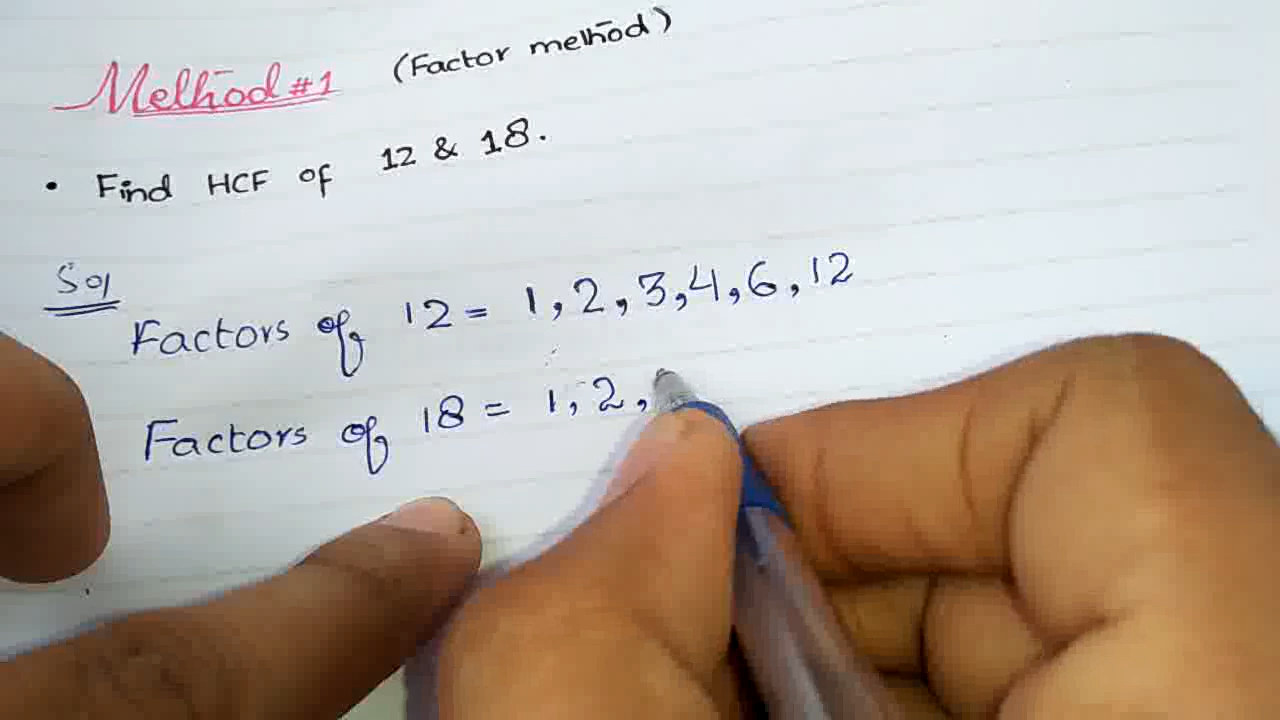 Method #1 (Factor method)
• Find HCF of 12 & 18.
Sol
Factors of 12 = 1, 2, 3, 4, 6, 12
Factors of 18 = 1, 2,